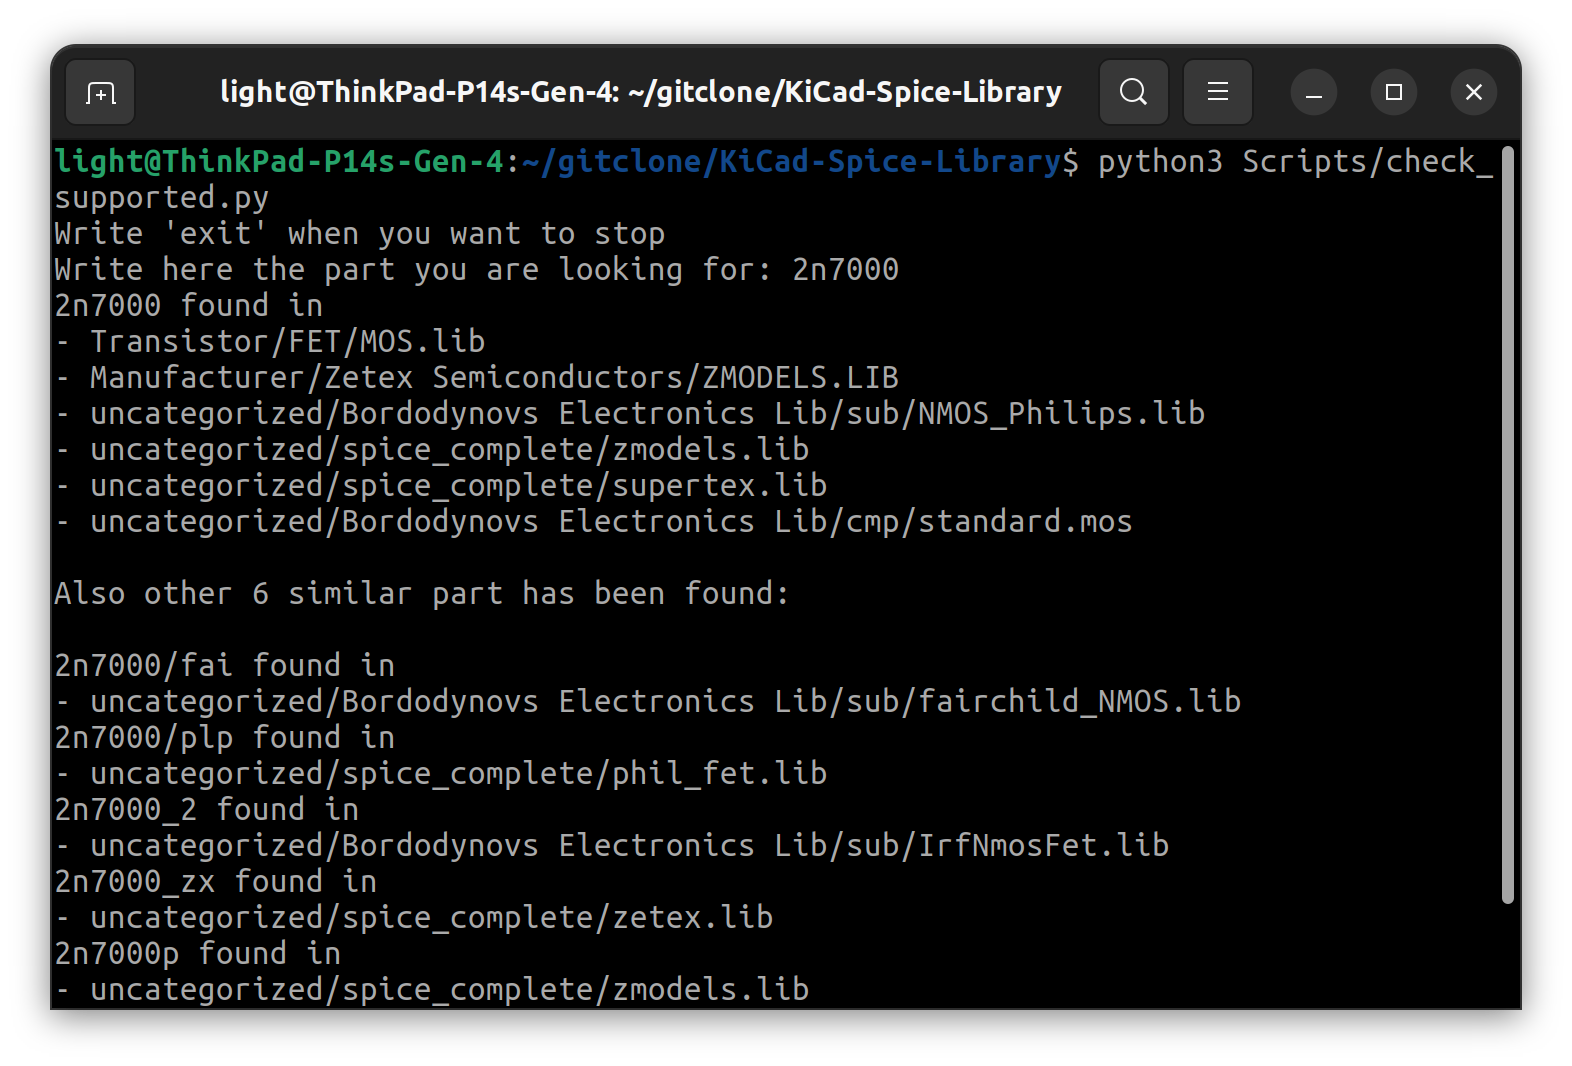 light@ThinkPad-P14s-Gen-4: ~/gitclone/KiCad-Spice-Library
light@ThinkPad-P14s-Gen-4:~/gitclone/KiCad-Spice-Library$ python3 Scripts/check_
supported.py
Write 'exit' when you want to stop
Write here the part you are looking for: 2n7000
2n7000 found in
- Transistor/FET/MOS.lib
- Manufacturer/Zetex Semiconductors/ZMODELS.LIB
- uncategorized/Bordodynovs Electronics Lib/sub/NMOS_Philips.lib
- uncategorized/spice_complete/zmodels.lib
- uncategorized/spice_complete/supertex.lib
- uncategorized/Bordodynovs Electronics Lib/cmp/standard.mos
Also other 6 similar part has been found:
2n7000/fai found in
- uncategorized/Bordodynovs Electronics Lib/sub/fairchild_NMOS.lib
2n7000/plp found in
- uncategorized/spice_complete/phil_fet.lib
2n7000_2 found in
- uncategorized/Bordodynovs Electronics Lib/sub/IrfNmosFet.lib
2n7000_zx found in
- uncategorized/spice_complete/zetex.lib
2n7000p found in
- uncategorized/spice_complete/zmodels.lib